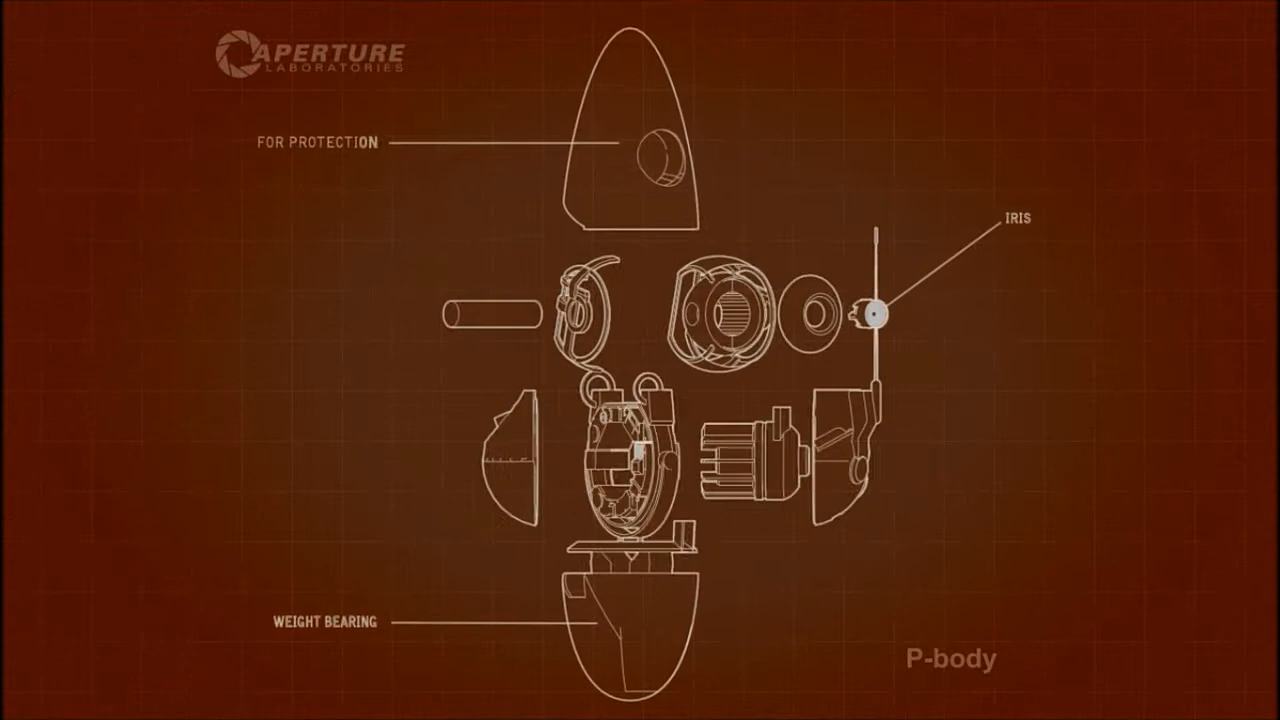 APERTURE
LABORATORIES
FOR PROTECTION
IRIS
WEIGHT BEARING
P-body